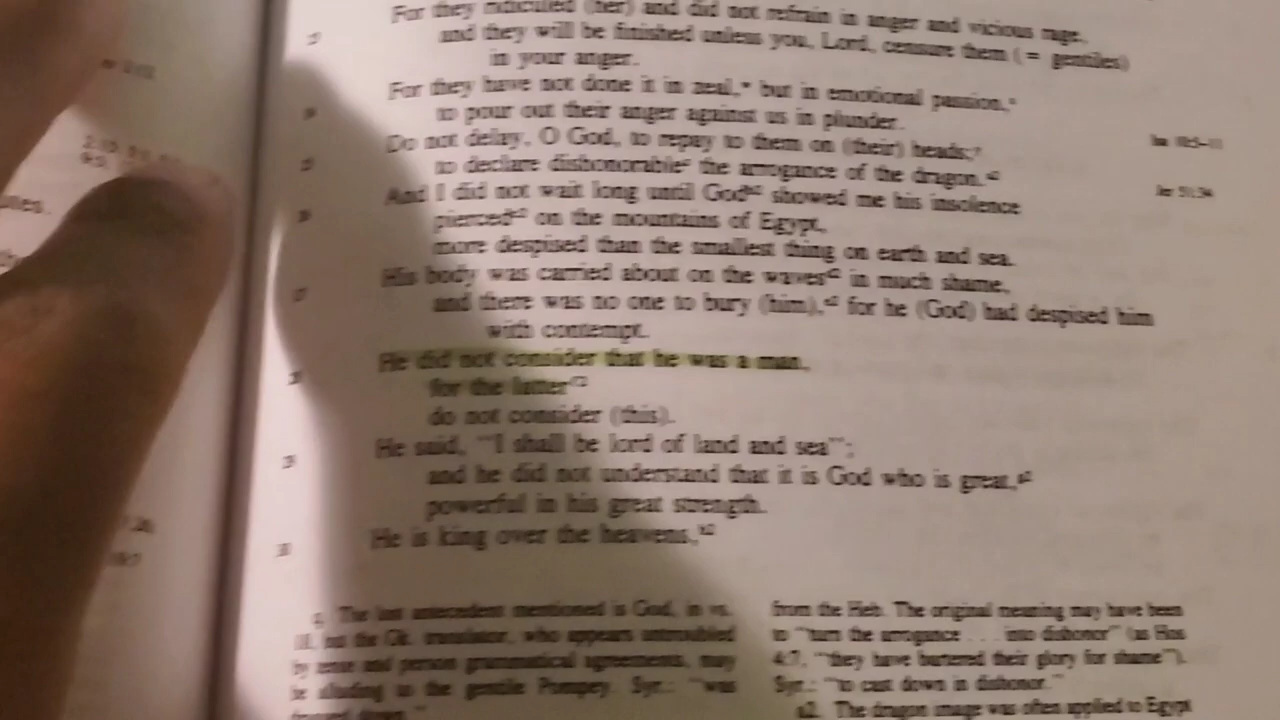 For they ridiculed (her) and did not refrain in anger and vicious rage,
and they will be finished unless you, Lord, censure them (= gentiles)
in your anger.
For they have not done it in zeal, but in emotional passion,
to pour out their anger against us in plunder.
Do not delay, O God, to repay to them on (their) heads;
to declare dishonorable the arrogance of the dragon.
And I did not wait long until God showed me his insolence
pierced on the mountains of Egypt,
more despised than the smallest thing on earth and sea.
His body was carried about on the waves in much shame,
and there was no one to bury (him), for he (God) had despised him
with contempt.
He did not consider that he was a man,
for the latter
do not consider (this).
He said, "I shall be lord of land and sea";
and he did not understand that it is God who is great,
powerful in his great strength.
He is king over the heavens,
Jer 51:34
The last antecedent mentioned is God, in vs.
18, but the Gk. translator, who appears untroubled
by tense and person grammatical agreements, may
be alluding to the gentile Pompey. Syr.: "was
from the Heb. The original meaning may have been
to "turn the arrogance . . . into dishonor" (as Hos
4:7, "they have bartered their glory for shame").
Syr.: "to cast down in dishonor."
The dragon image was often applied to Egypt